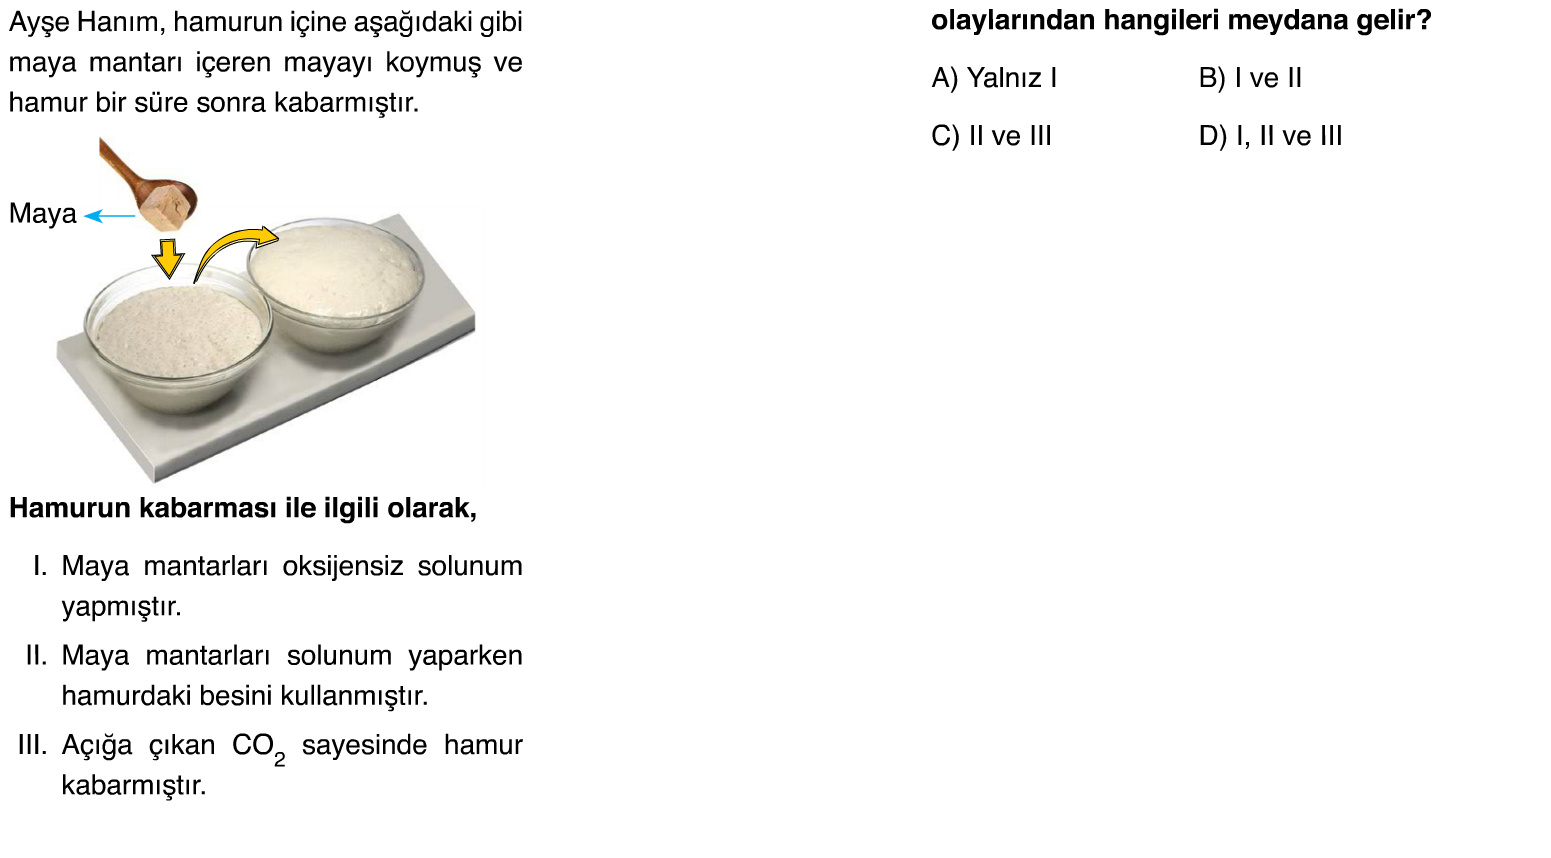 Ayşe Hanım, hamurun içine aşağıdaki gibi
maya mantarı içeren mayayı koymuş ve
hamur bir süre sonra kabarmıştır.
Maya
Hamurun kabarması ile ilgili olarak,
I. Maya mantarları oksijensiz solunum
yapmıştır.
II. Maya mantarları solunum yaparken
hamurdaki besini kullanmıştır.
III. Açığa çıkan CO₂ sayesinde hamur
kabarmıştır.
olaylarından hangileri meydana gelir?
A) Yalnız I B) I ve II
C) II ve III D) I, II ve III